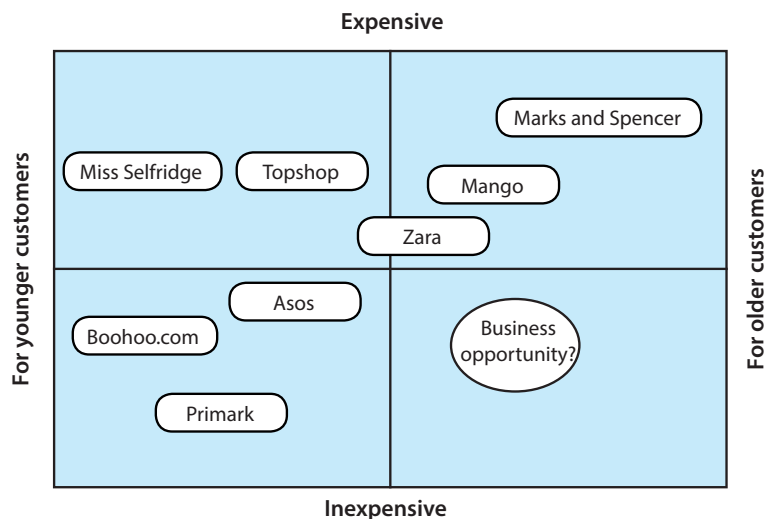 Expensive
For younger customers
For older customers
Marks and Spencer
Miss Selfridge
Topshop
Mango
Zara
Asos
Boohoo.com
Business
opportunity?
Primark
Inexpensive